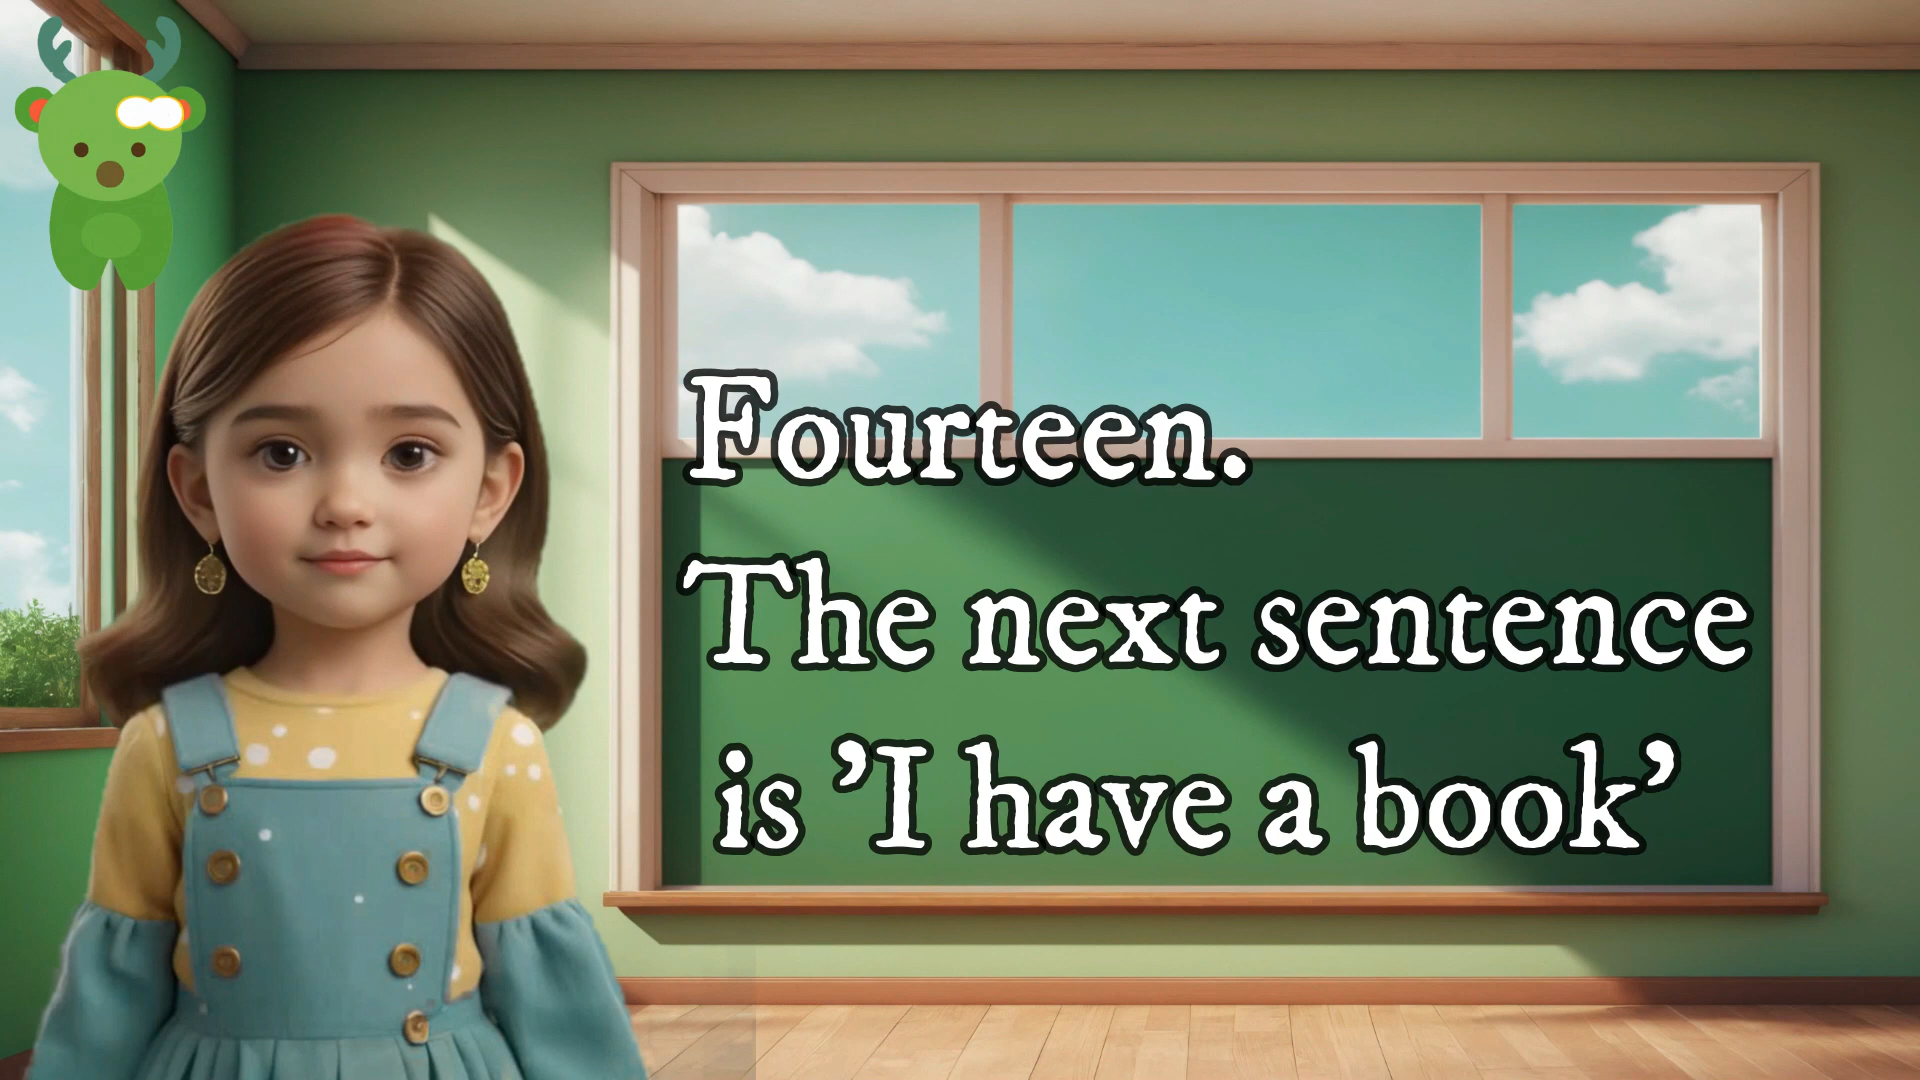 Fourteen.
The next sentence
is ’I have a book’